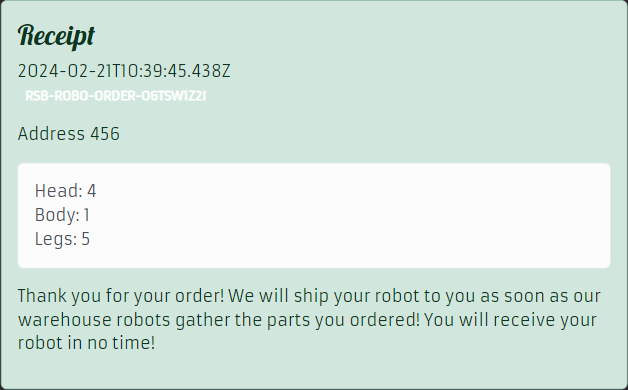 Receipt
2024-02-21T10:39:45.438Z
RSB-ROBO-ORDER-O6TSW1Z2I
Address 456
Head: 4
Body: 1
Legs: 5
Thank you for your order! We will ship your robot to you as soon as our
warehouse robots gather the parts you ordered! You will receive your
robot in no time!